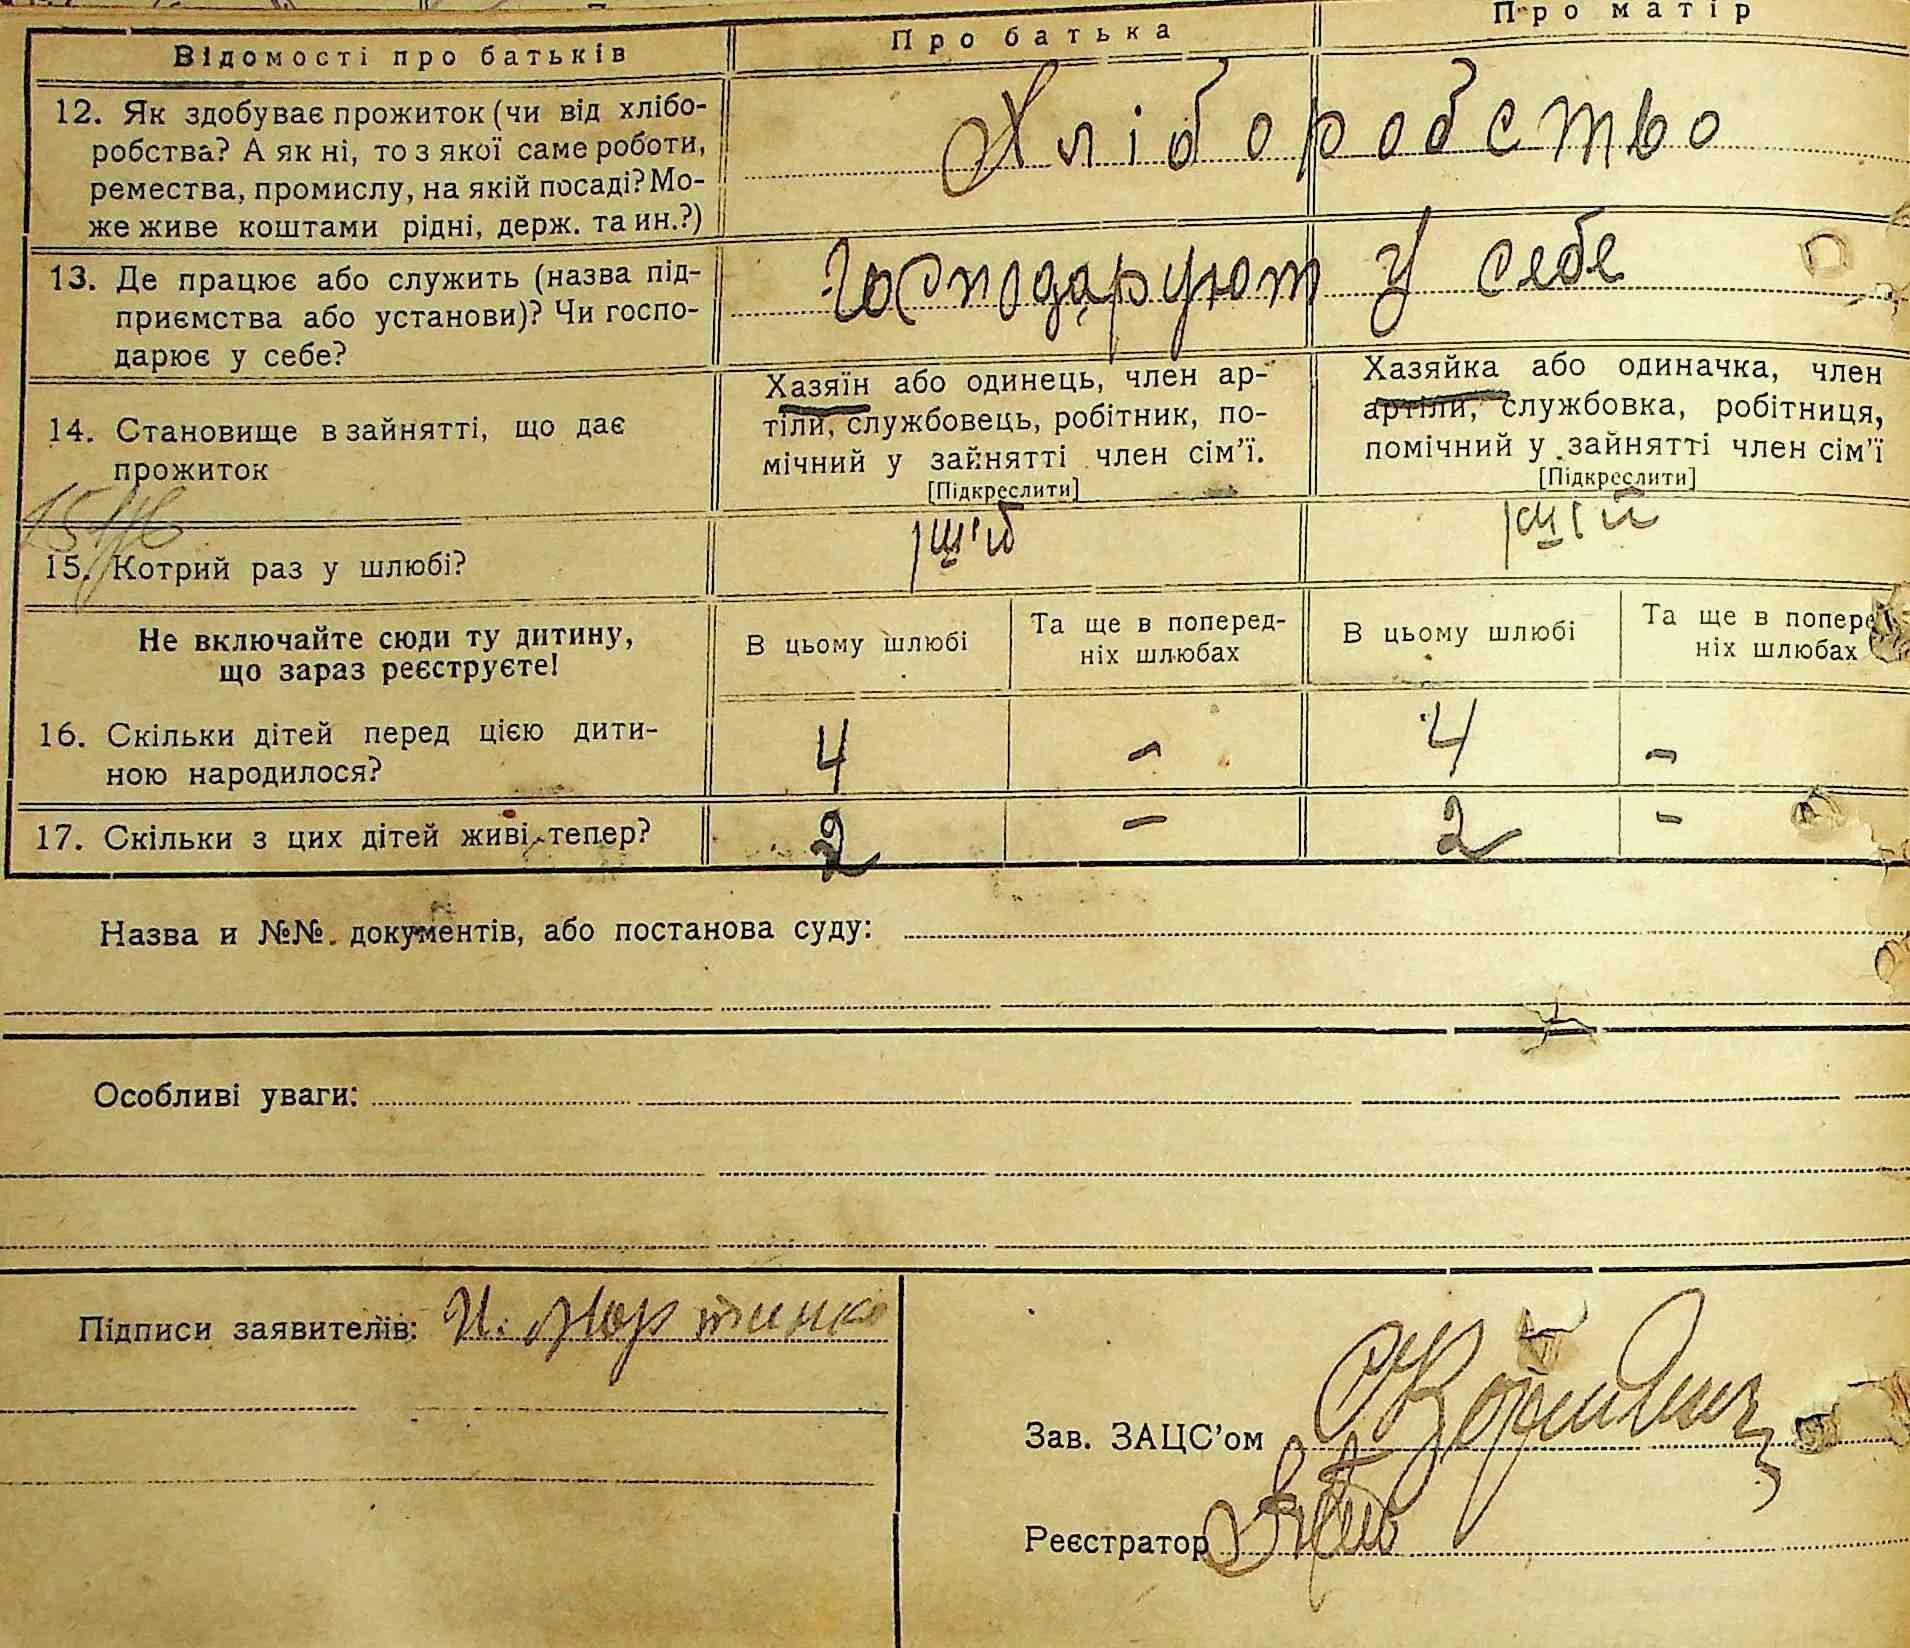 Відомості про батьків
Про батька
Про матір
12. Як здобуває прожиток (чи від хлібо-
робства? А як ні, то з якої саме роботи,
ремества, промислу, на якій посаді? Мо-
же живе коштами рідні, держ. та ин.?)
Хліборобство
13. Де працює або служить (назва під-
приємства або установи)? Чи госпо-
дарює у себе?
Господаруют У себе
14. Становище в зайнятті, що дає
прожиток
Хазяїн або одинець, член ар-
тіли, службовець, робітник, по-
мічний у зайнятті член сім'ї.
[Підкреслити]
Хазяйка або одиначка, член
артіли, службовка, робітниця,
помічний у зайнятті член сім'ї
[Підкреслити]
15. Котрий раз у шлюбі?
Не включайте сюди ту дитину,
що зараз реєструєте!
В цьому шлюбі
Та ще в поперед-
ніх шлюбах
В цьому шлюбі
Та ще в попере
ніх шлюбах
16. Скільки дітей перед цією дити-
ною народилося?
4 - 4 -
17. Скільки з цих дітей живі тепер?
2 - 2 -
Назва и №№ документів, або постанова суду:
Особливі уваги:
Підписи заявителів:
Зав. ЗАЦС'ом
Реєстратор